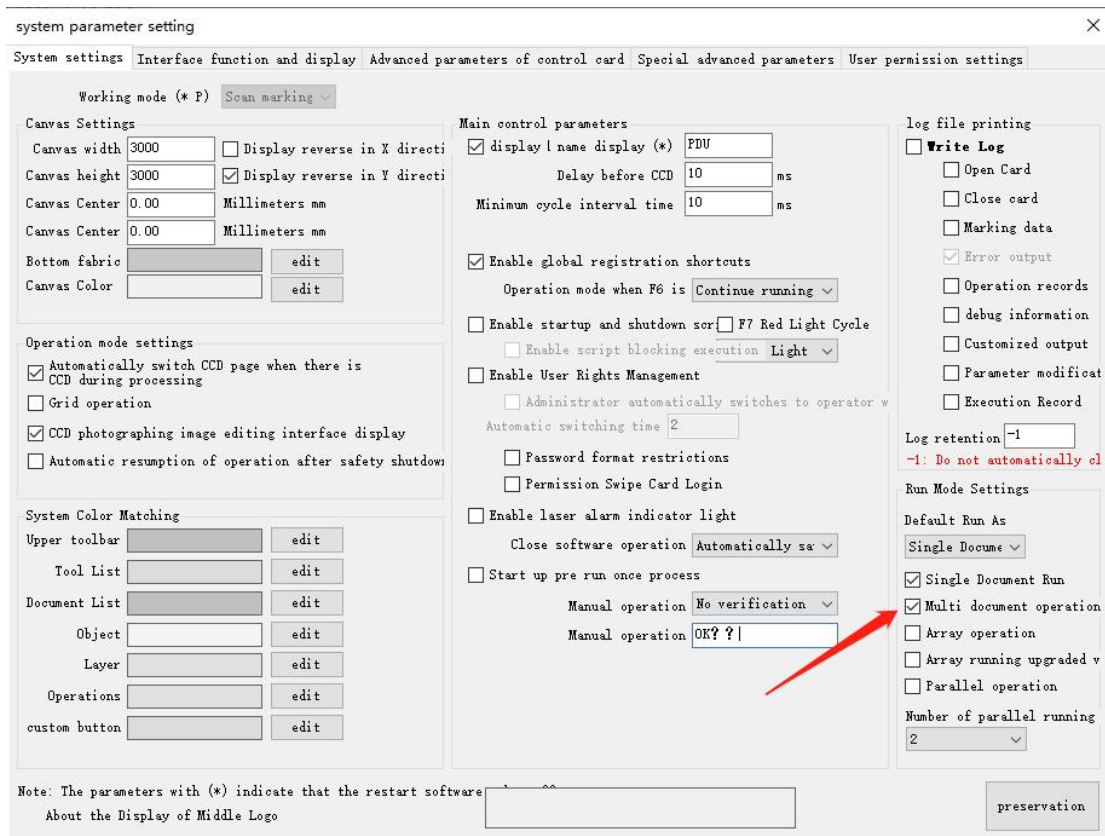 system parameter setting
System settings Interface function and display Advanced parameters of control card Special advanced parameters User permission settings
Working mode (* P) Scan marking
Canvas Settings
Canvas width 3000 Display reverse in X directi
Canvas height 3000 Display reverse in Y directi
Canvas Center 0.00 Millimeters mm
Canvas Center 0.00 Millimeters mm
Bottom fabric edit
Canvas Color edit
Operation mode settings
Automatically switch CCD page when there is
CCD during processing
Grid operation
CCD photographing image editing interface display
Automatic resumption of operation after safety shutdown
System Color Matching
Upper toolbar edit
Tool List edit
Document List edit
Object edit
Layer edit
Operations edit
custom button edit
Main control parameters
display l name display (*) PDU
Delay before CCD 10 ms
Minimum cycle interval time 10 ms
Enable global registration shortcuts
Operation mode when F6 is Continue running
Enable startup and shutdown scri F7 Red Light Cycle
Enable script blocking execution Light
Enable User Rights Management
Administrator automatically switches to operator w
Automatic switching time 2
Password format restrictions
Permission Swipe Card Login
Enable laser alarm indicator light
Close software operation Automatically sa
Start up pre run once process
Manual operation No verification
Manual operation OK? ?
log file printing
Write Log
Open Card
Close card
Marking data
Error output
Operation records
debug information
Customized output
Parameter modificat
Execution Record
Log retention -1
-1: Do not automatically cl
Run Mode Settings
Default Run As
Single Docume
Single Document Run
Multi document operation
Array operation
Array running upgraded v
Parallel operation
Number of parallel running
2
Note: The parameters with (*) indicate that the restart software
About the Display of Middle Logo
preservation